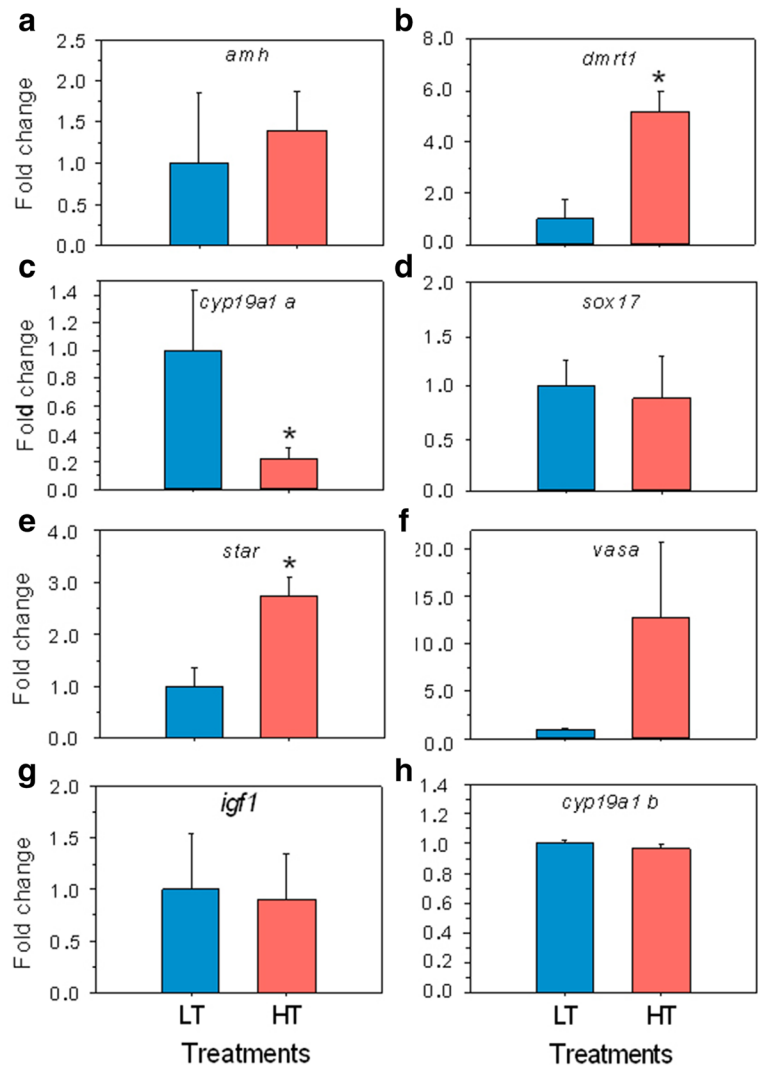 a
2.5
2.0
1.5
1.0
0.5
0.0
Fold change
amh
b
8.0
6.0
4.0
2.0
0.0
dmrt1
*
c
1.4
1.2
1.0
0.8
0.6
0.4
0.2
0.0
Fold change
cyp19a1 a
*
d
2.0
1.5
1.0
0.5
0.0
sox17
e
4.0
3.0
2.0
1.0
0.0
Fold change
star
*
f
20.0
15.0
10.0
5.0
0.0
vasa
g
2.0
1.5
1.0
0.5
0.0
Fold change
igf1
LT HT
Treatments
h
1.4
1.2
1.0
0.8
0.6
0.4
0.2
0.0
cyp19a1 b
LT HT
Treatments